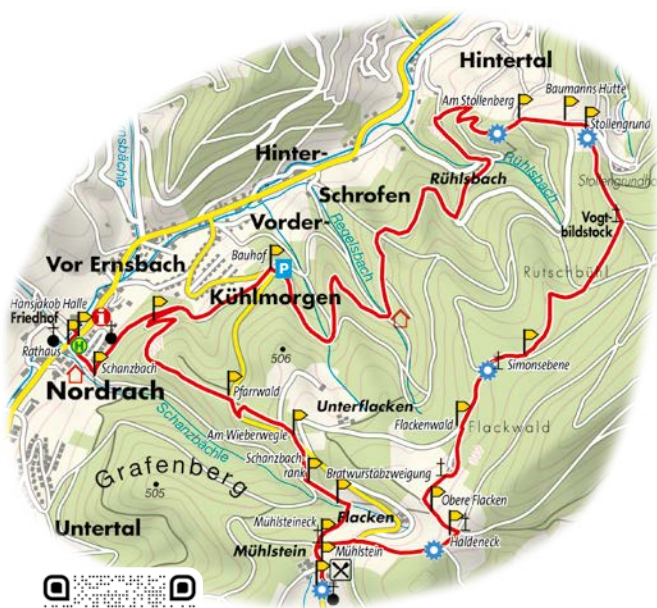 Hintertal
Baumanns Hütte
Am Stollenberg
Stollengrund
Hinter-
Rühlsbach
Rühlsbach
Schrofen
Vorder-
Regelsbach
Vogt-
bildstock
Bauhof
P
Vor Ernsbach
Kühlmorgen
Rutschbühl
Hansjakob Halle
Friedhof
i
H
Rathaus
Schanzbach
Nordrach
506
Simonsebene
Pfarrwald
Unterflacken
Flackenwald
Flackwald
Am Wieberwegle
Schanzbächle
Schanzbach
rank
Bratwurstabzweigung
Grafenberg
505
Obere Flacken
Flacken
Mühlsteineck
Haldeneck
Untertal
Mühlstein
Mühlstein